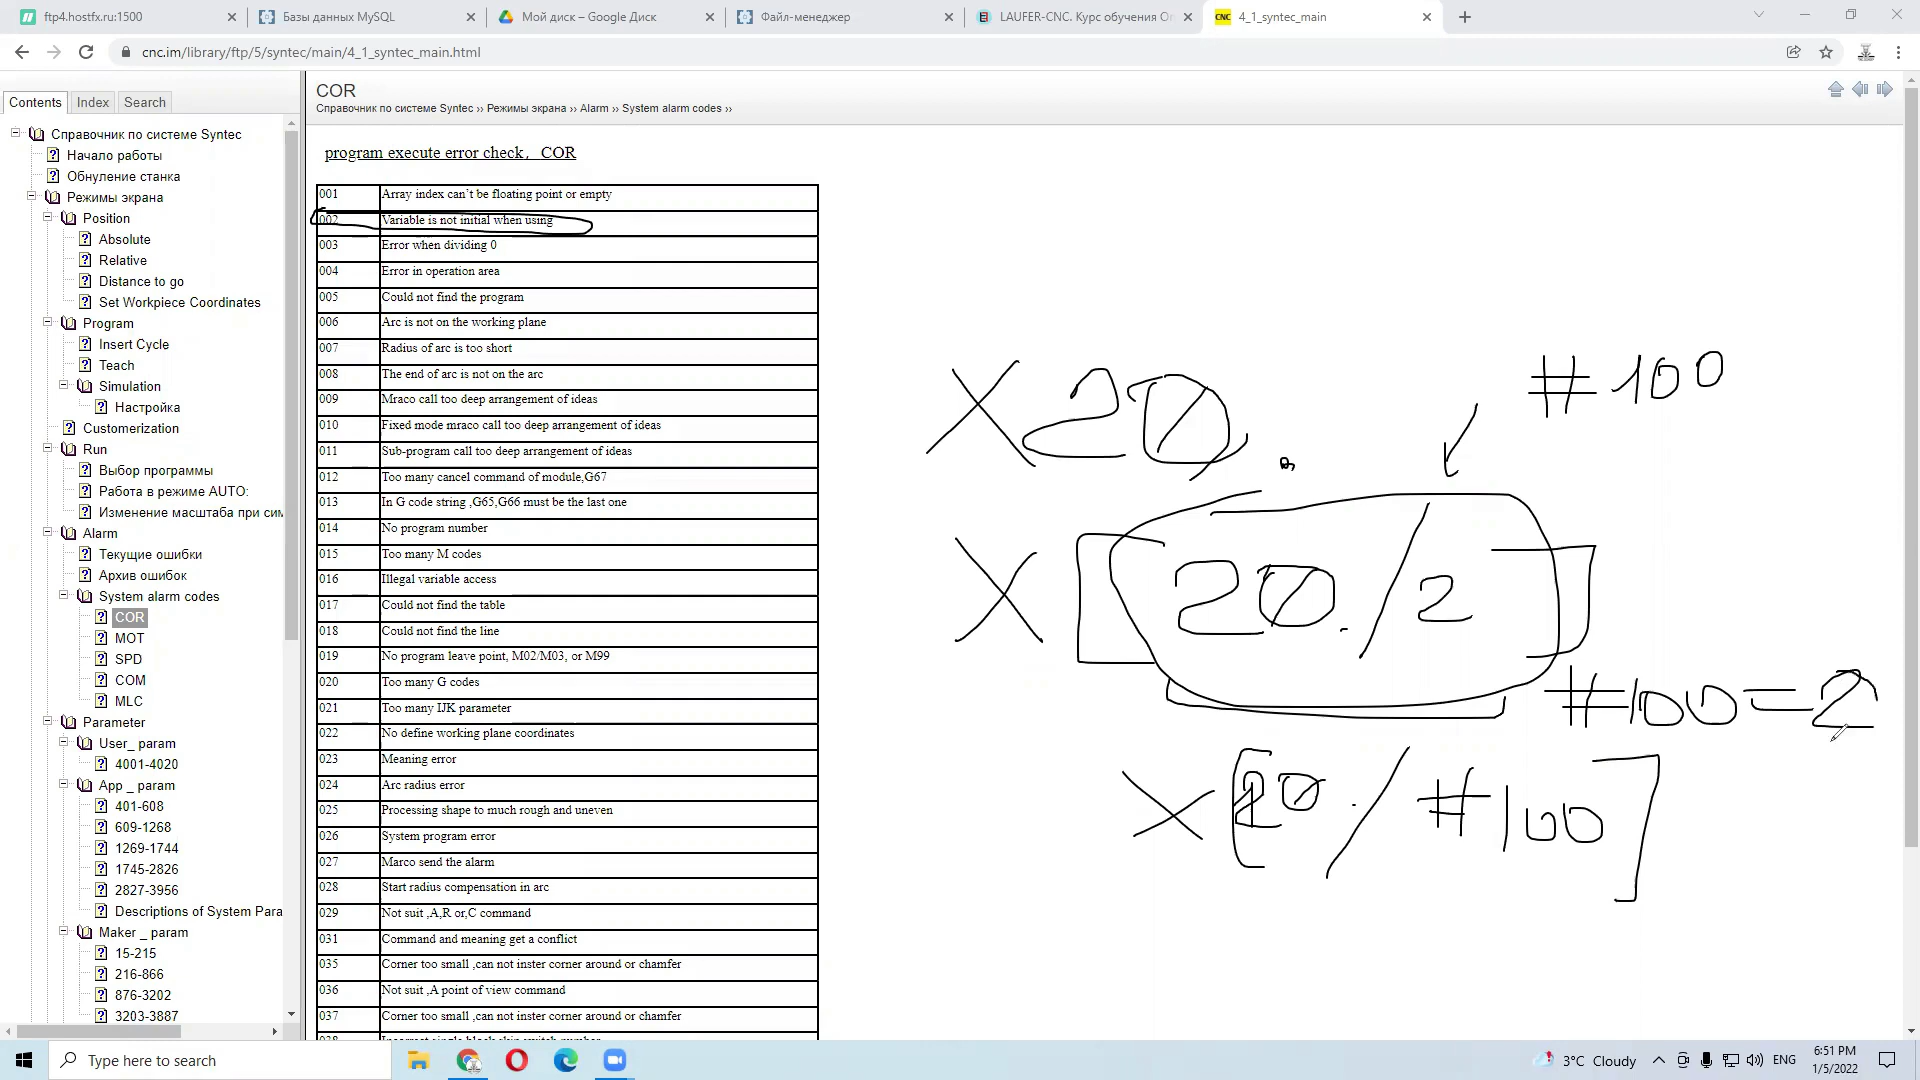 ftp4.hostfx.ru:1500
Базы данных MySQL
Мой диск – Google Диск
Файл-менеджер
LAUFER-CNC. Курс обучения Оп
4_1_syntec_main
cnc.im/library/ftp/5/syntec/main/4_1_syntec_main.html
Contents
Index
Search
Справочник по системе Syntec
Начало работы
Обнуление станка
Режимы экрана
Position
Absolute
Relative
Distance to go
Set Workpiece Coordinates
Program
Insert Cycle
Teach
Simulation
Настройка
Customerization
Run
Выбор программы
Работа в режиме AUTO:
Изменение масштаба при сим
Alarm
Текущие ошибки
Архив ошибок
System alarm codes
COR
MOT
SPD
COM
MLC
Parameter
User_ param
4001-4020
App _ param
401-608
609-1268
1269-1744
1745-2826
2827-3956
Descriptions of System Para
Maker _ param
15-215
216-866
876-3202
3203-3887
COR
Справочник по системе Syntec ›› Режимы экрана ›› Alarm ›› System alarm codes ››
program execute error check，COR
001 Array index can't be floating point or empty
002 Variable is not initial when using
003 Error when dividing 0
004 Error in operation area
005 Could not find the program
006 Arc is not on the working plane
007 Radius of arc is too short
008 The end of arc is not on the arc
009 Mraco call too deep arrangement of ideas
010 Fixed mode mraco call too deep arrangement of ideas
011 Sub-program call too deep arrangement of ideas
012 Too many cancel command of module,G67
013 In G code string ,G65,G66 must be the last one
014 No program number
015 Too many M codes
016 Illegal variable access
017 Could not find the table
018 Could not find the line
019 No program leave point, M02/M03, or M99
020 Too many G codes
021 Too many IJK parameter
022 No define working plane coordinates
023 Meaning error
024 Arc radius error
025 Processing shape to much rough and uneven
026 System program error
027 Marco send the alarm
028 Start radius compensation in arc
029 Not suit ,A,R or,C command
031 Command and meaning get a conflict
035 Corner too small ,can not inster corner around or chamfer
036 Not suit ,A point of view command
037 Corner too small ,can not inster corner around or chamfer
X20.
#100
X[20./2]
#100=2
X[20./#100]
Type here to search
3°C Cloudy
ENG
6:51 PM
1/5/2022